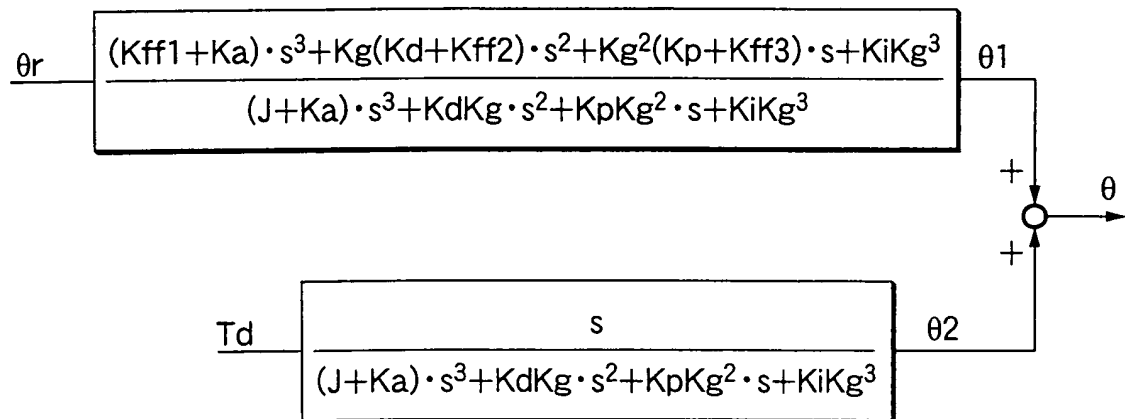 θr
(Kff1+Ka)·s³+Kg(Kd+Kff2)·s²+Kg²(Kp+Kff3)·s+KiKg³
(J+Ka)·s³+KdKg·s²+KpKg²·s+KiKg³
θ1
+
θ
+
Td
s
(J+Ka)·s³+KdKg·s²+KpKg²·s+KiKg³
θ2